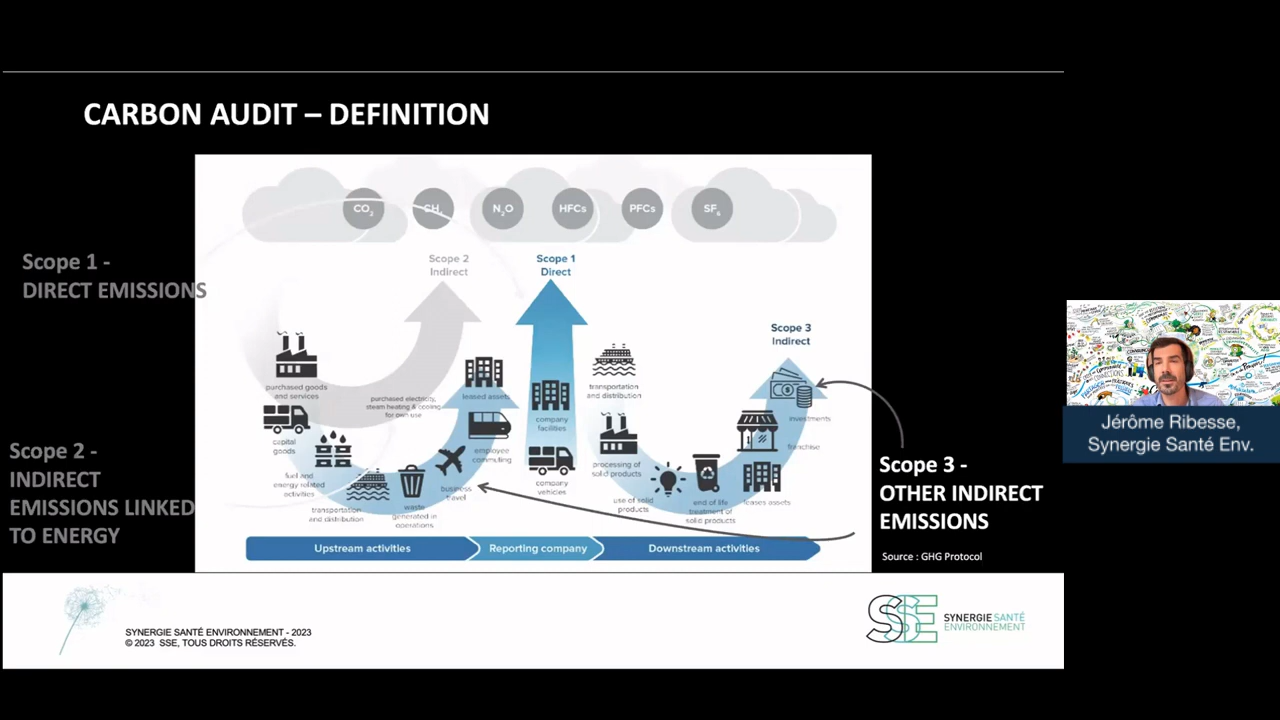 CARBON AUDIT – DEFINITION
CO2
CH4
N2O
HFCs
PFCs
SF6
Scope 1 -
DIRECT EMISSIONS
Scope 2
Indirect
Scope 1
Direct
Scope 3
Indirect
purchased goods
and services
capital
goods
fuel and
energy related
activities
purchased electricity,
steam heating & cooling
for own use
transportation
and distribution
waste
generated in
operations
business
travel
leased assets
employee
commuting
company
facilities
company
vehicles
transportation
and distribution
processing of
solid products
use of solid
products
end of life
treatment of
solid products
leases assets
franchise
investments
Scope 2 -
INDIRECT
EMISSIONS LINKED
TO ENERGY
Scope 3 -
OTHER INDIRECT
EMISSIONS
Source : GHG Protocol
Upstream activities
Reporting company
Downstream activities
SYNERGIE SANTÉ ENVIRONNEMENT - 2023
© 2023 SSE, TOUS DROITS RÉSERVÉS.
SSE
SYNERGIE SANTÉ
ENVIRONNEMENT
Jérôme Ribesse,
Synergie Santé Env.